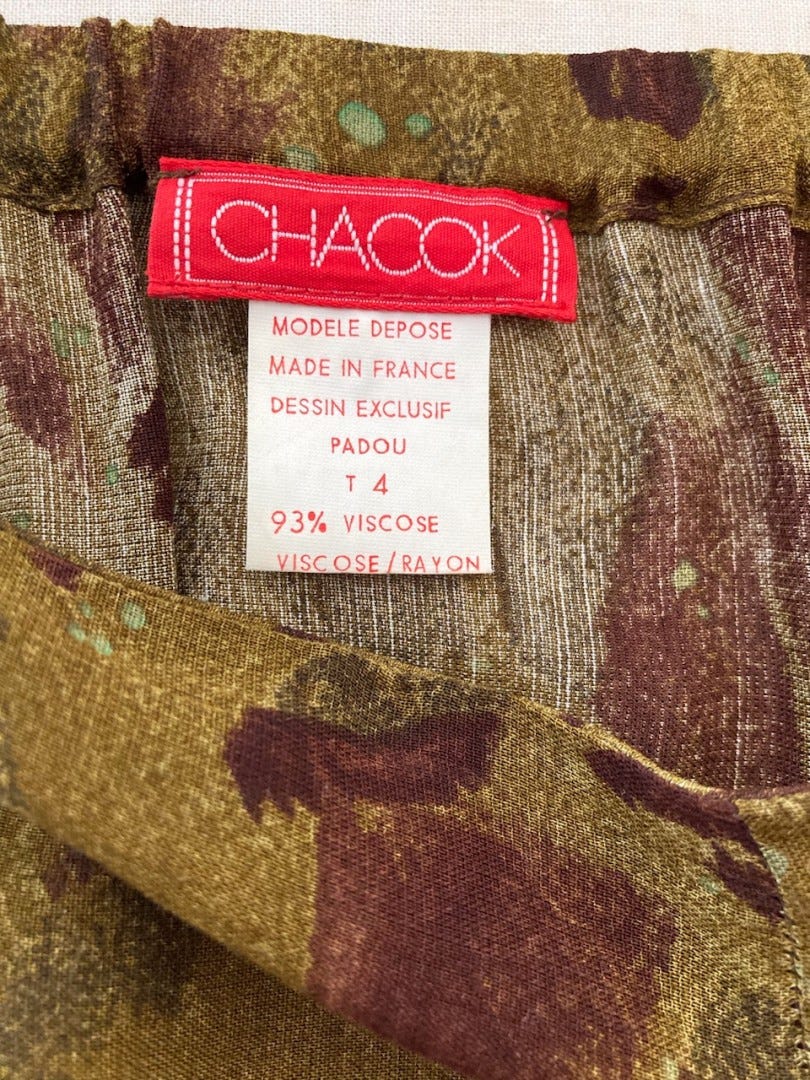 CHACOK
MODELE DEPOSE
MADE IN FRANCE
DESSIN EXCLUSIF
PADOU
T 4
93% VISCOSE
VISCOSE/RAYON